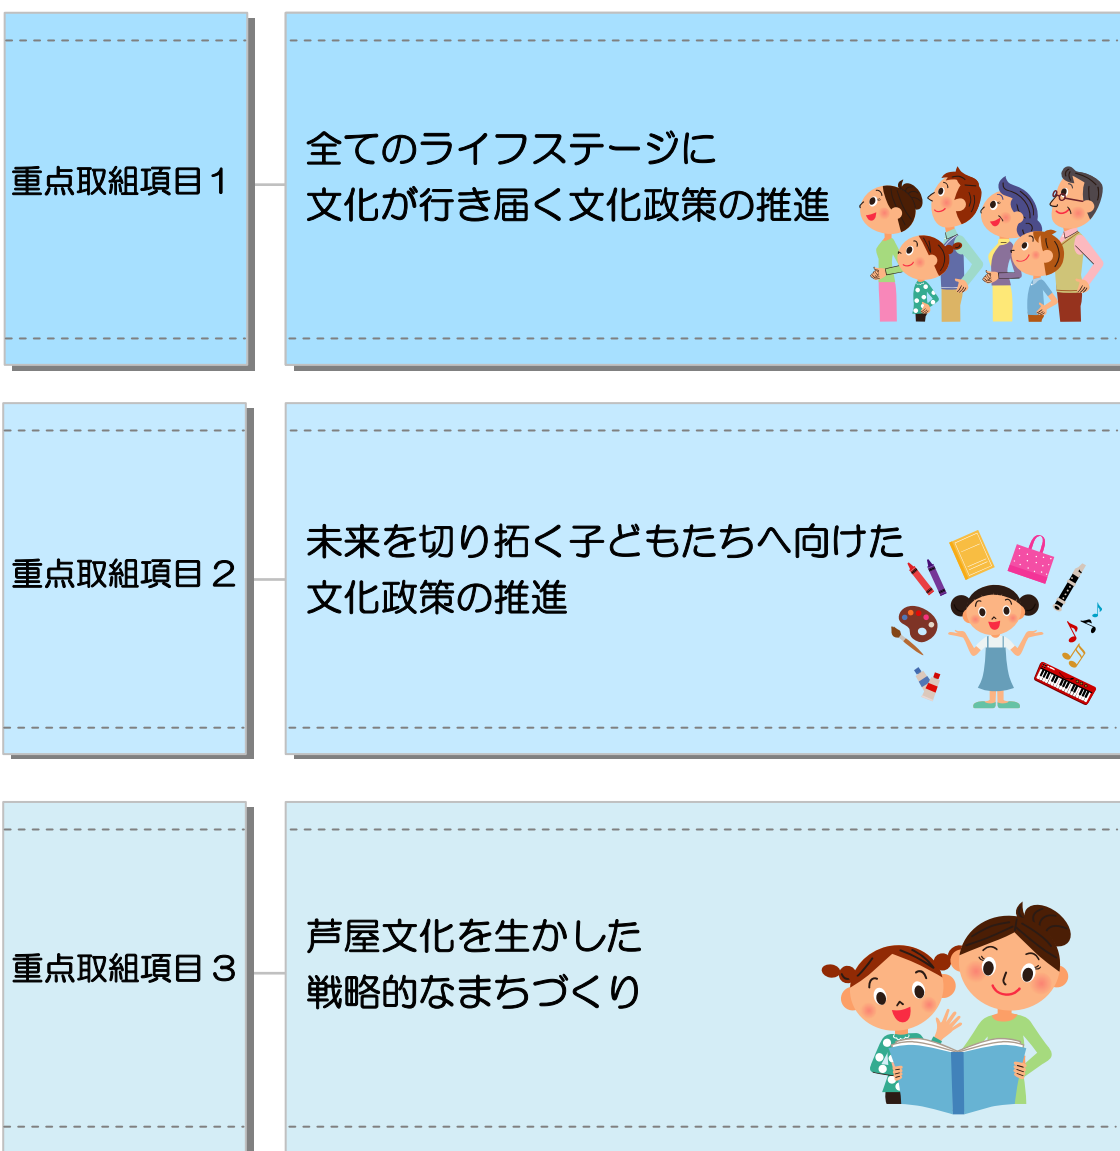 重点取組項目１
全てのライフステージに
文化が行き届く文化政策の推進
重点取組項目２
未来を切り拓く子どもたちへ向けた
文化政策の推進
重点取組項目３
芦屋文化を生かした
戦略的なまちづくり